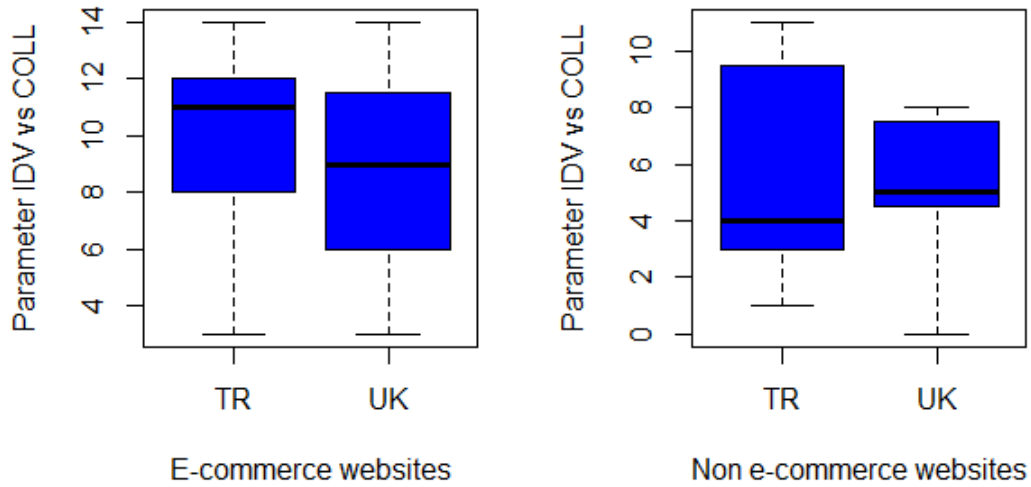 Parameter IDV vs COLL
14
12
10
8
6
4
TR UK
E-commerce websites
Parameter IDV vs COLL
10
8
6
4
2
0
TR UK
Non e-commerce websites